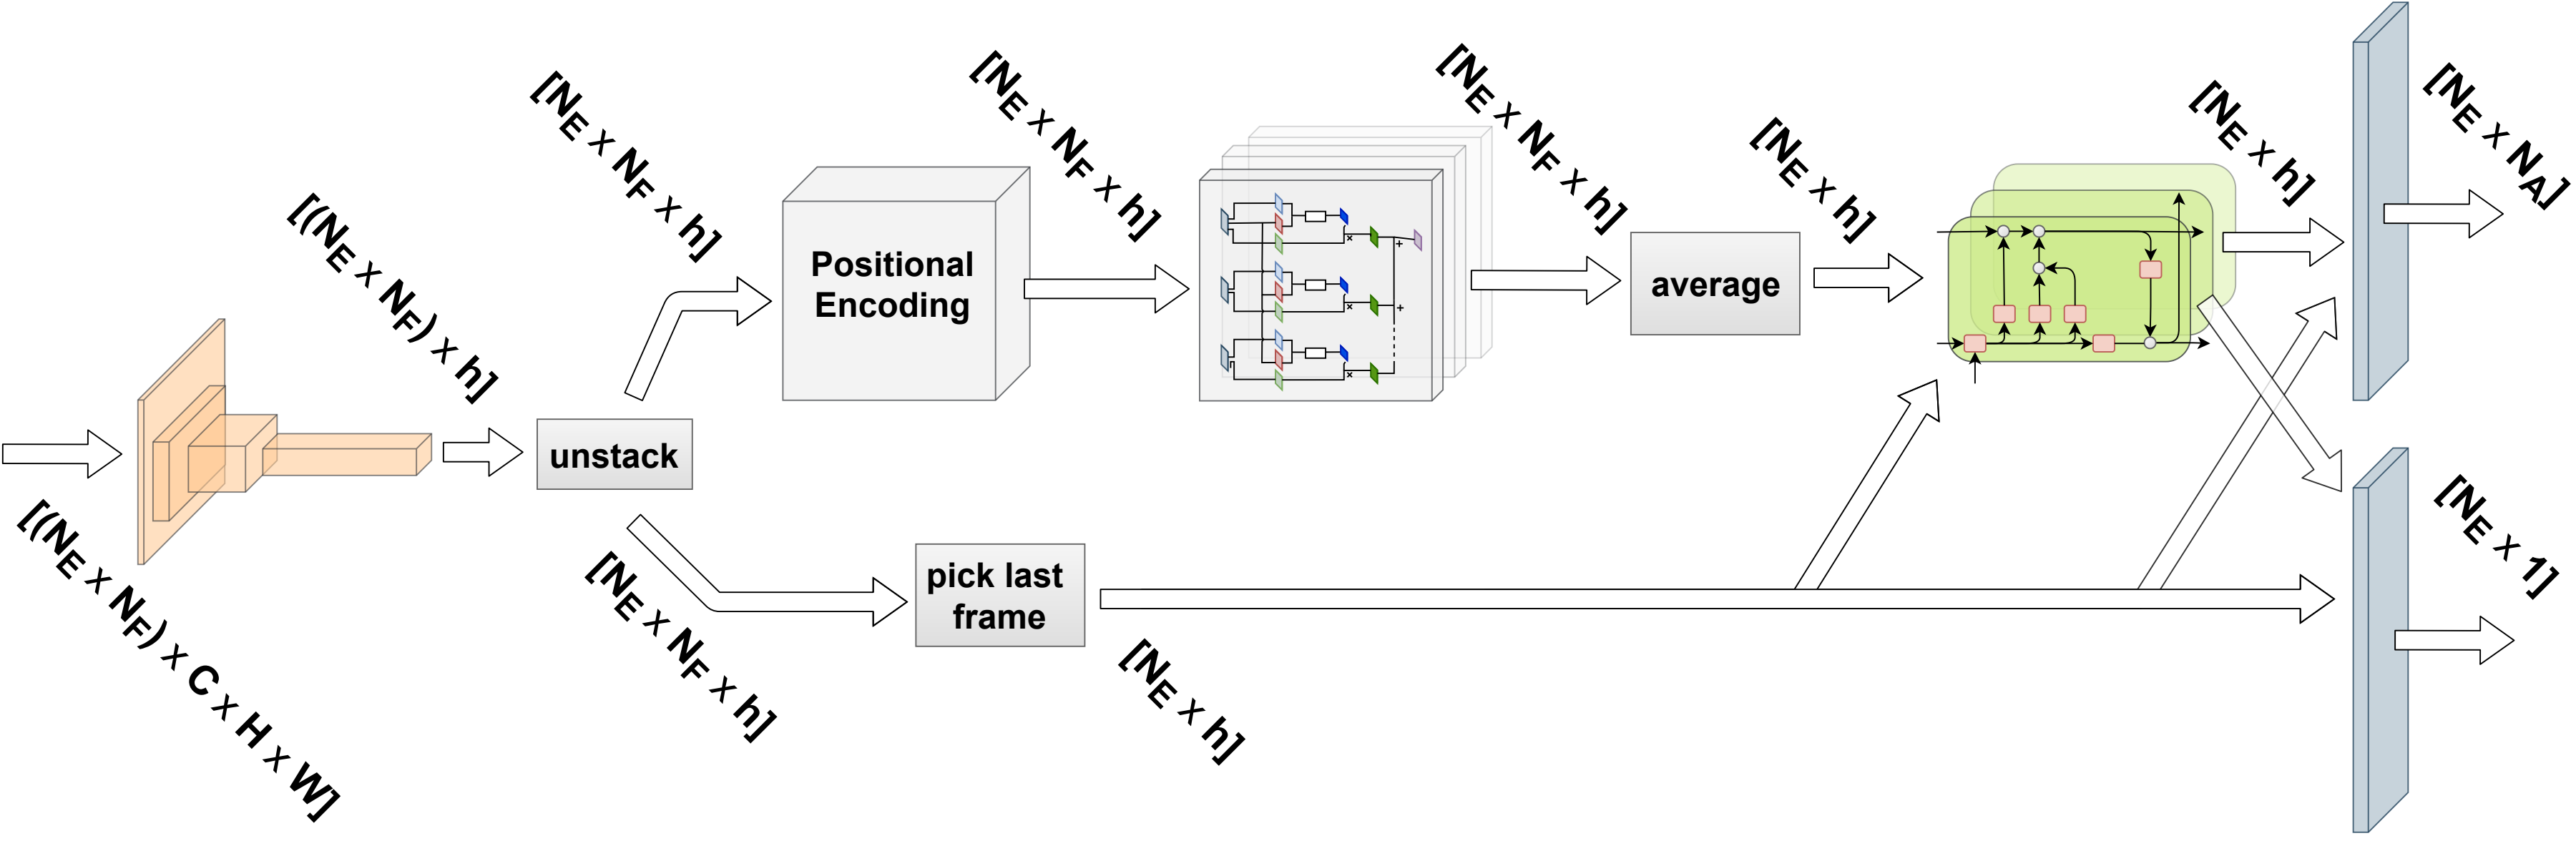 [((N_E x N_F) x C x H x W]
[((N_E x N_F) x h]
unstack
[N_E x N_F x h]
Positional
Encoding
[N_E x N_F x h]
[N_E x N_F x h]
average
[N_E x h]
[N_E x h]
[N_E x N_A]
[N_E x N_F x h]
pick last
frame
[N_E x h]
[N_E x 1]
x
+
x
+
x